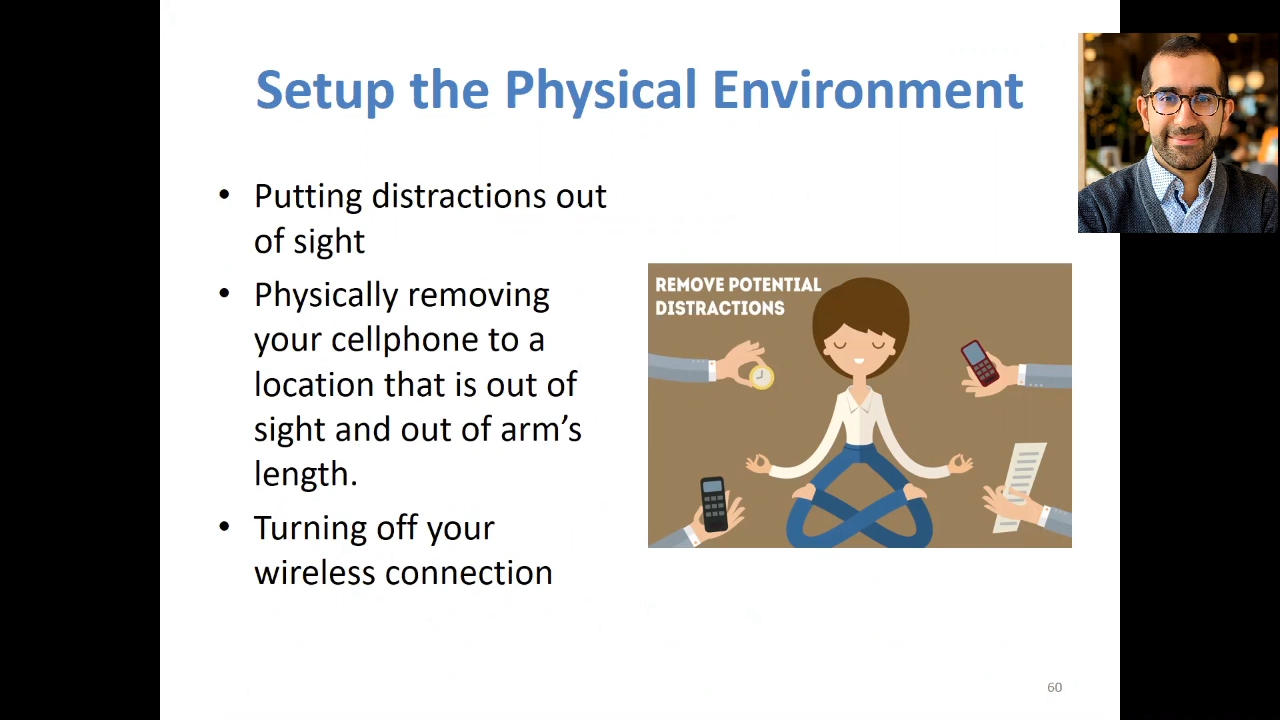 Setup the Physical Environment
• Putting distractions out
of sight
• Physically removing
your cellphone to a
location that is out of
sight and out of arm’s
length.
• Turning off your
wireless connection
REMOVE POTENTIAL
DISTRACTIONS
60